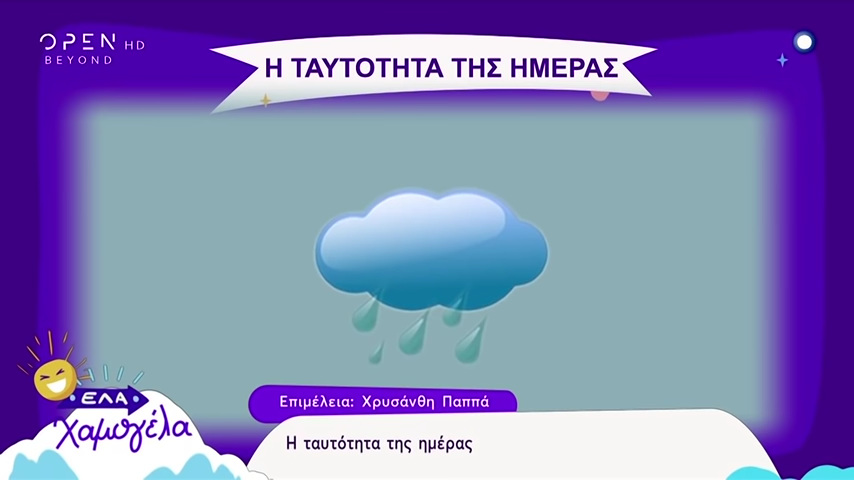 OPEN HD
BEYOND
Η ΤΑΥΤΟΤΗΤΑ ΤΗΣ ΗΜΕΡΑΣ
ΕΛΑ
Χαμογέλα
Επιμέλεια: Χρυσάνθη Παππά
Η ταυτότητα της ημέρας